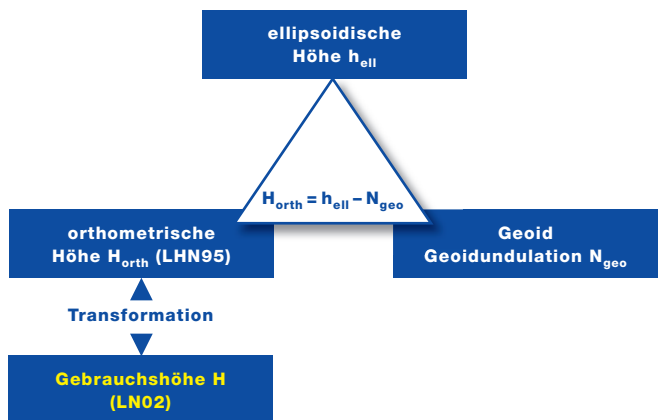 ellipsoidische
Höhe hell
Horth = hell – Ngeo
orthometrische
Höhe Horth (LHN95)
Geoid
Geoidundulation Ngeo
Transformation
Gebrauchshöhe H
(LN02)